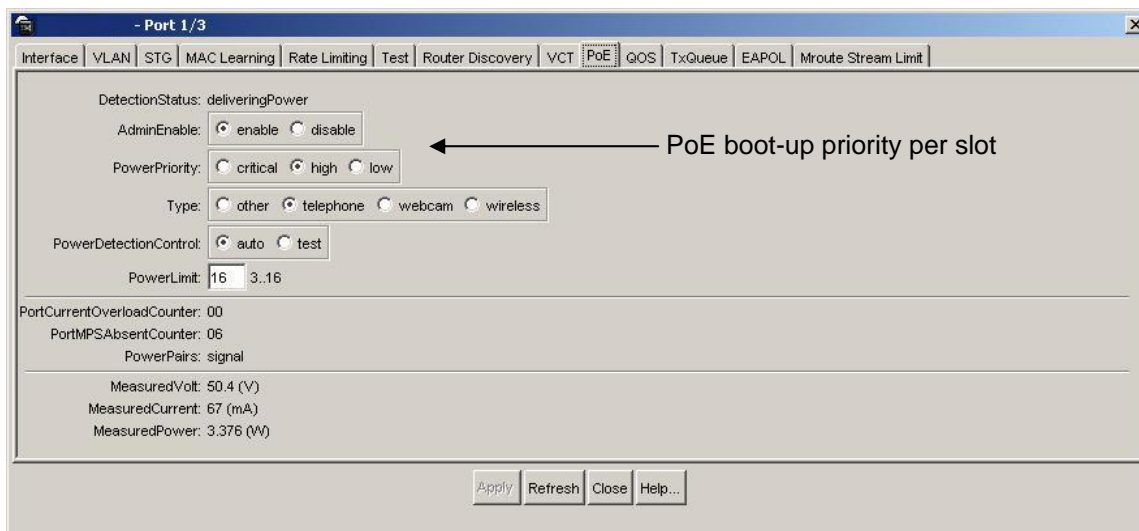 - Port 1/3
Interface VLAN STG MAC Learning Rate Limiting Test Router Discovery VCT PoE QOS TxQueue EAPOL Mroute Stream Limit
DetectionStatus: deliveringPower
AdminEnable: enable disable
PoE boot-up priority per slot
PowerPriority: critical high low
Type: other telephone webcam wireless
PowerDetectionControl: auto test
PowerLimit: 16 3..16
PortCurrentOverloadCounter: 00
PortMPSAbsentCounter: 06
PowerPairs: signal
MeasuredVolt: 50.4 (V)
MeasuredCurrent: 67 (mA)
MeasuredPower: 3.376 (W)
Apply Refresh Close Help...